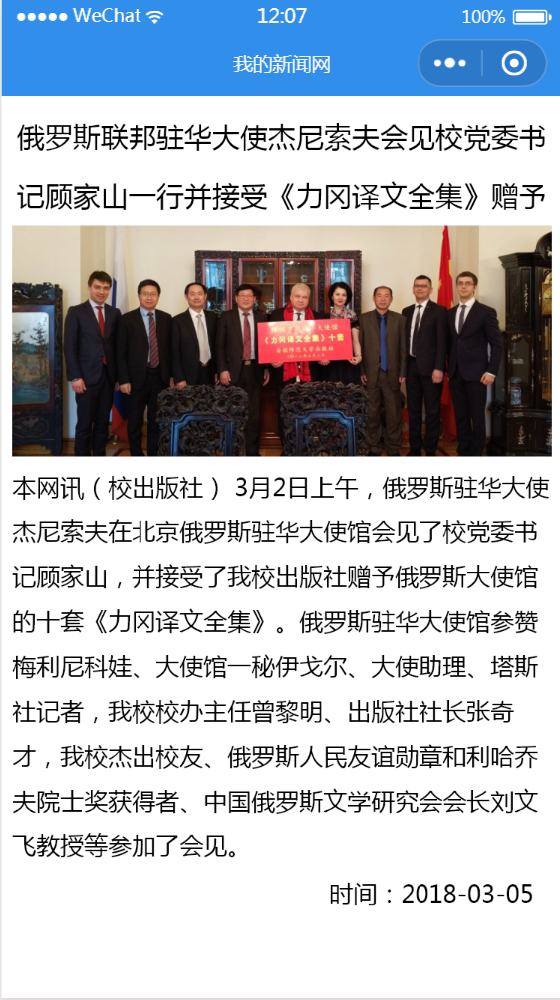 WeChat
12:07
100%
我的新闻网
俄罗斯联邦驻华大使杰尼索夫会见校党委书
记顾家山一行并接受《力冈译文全集》赠予
《力冈译文全集》十套
本网讯（校出版社） 3月2日上午，俄罗斯驻华大使
杰尼索夫在北京俄罗斯驻华大使馆会见了校党委书
记顾家山，并接受了我校出版社赠予俄罗斯大使馆
的十套《力冈译文全集》。俄罗斯驻华大使馆参赞
梅利尼科娃、大使馆一秘伊戈尔、大使助理、塔斯
社记者，我校校办主任曾黎明、出版社社长张奇
才，我校杰出校友、俄罗斯人民友谊勋章和利哈乔
夫院士奖获得者、中国俄罗斯文学研究会会长刘文
飞教授等参加了会见。
时间：2018-03-05